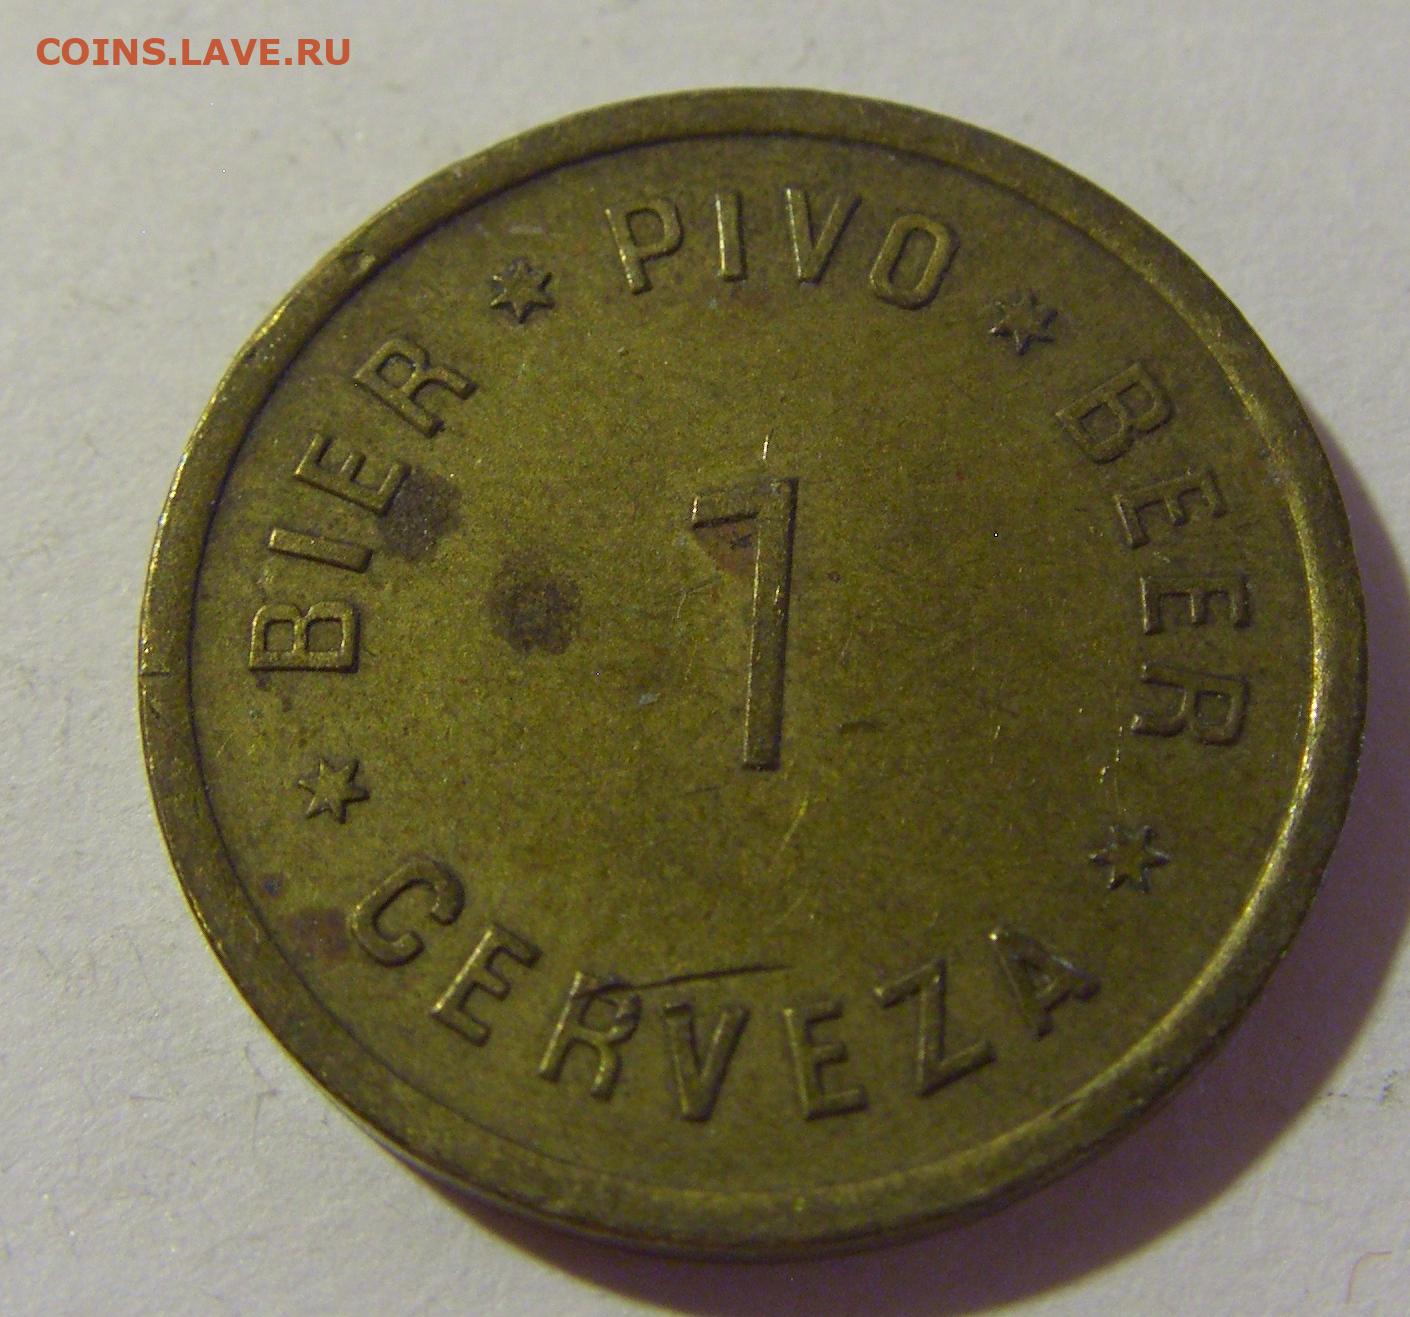 COINS.LAVE.RU
BIER * PIVO * BEER * CERVEZA *
1